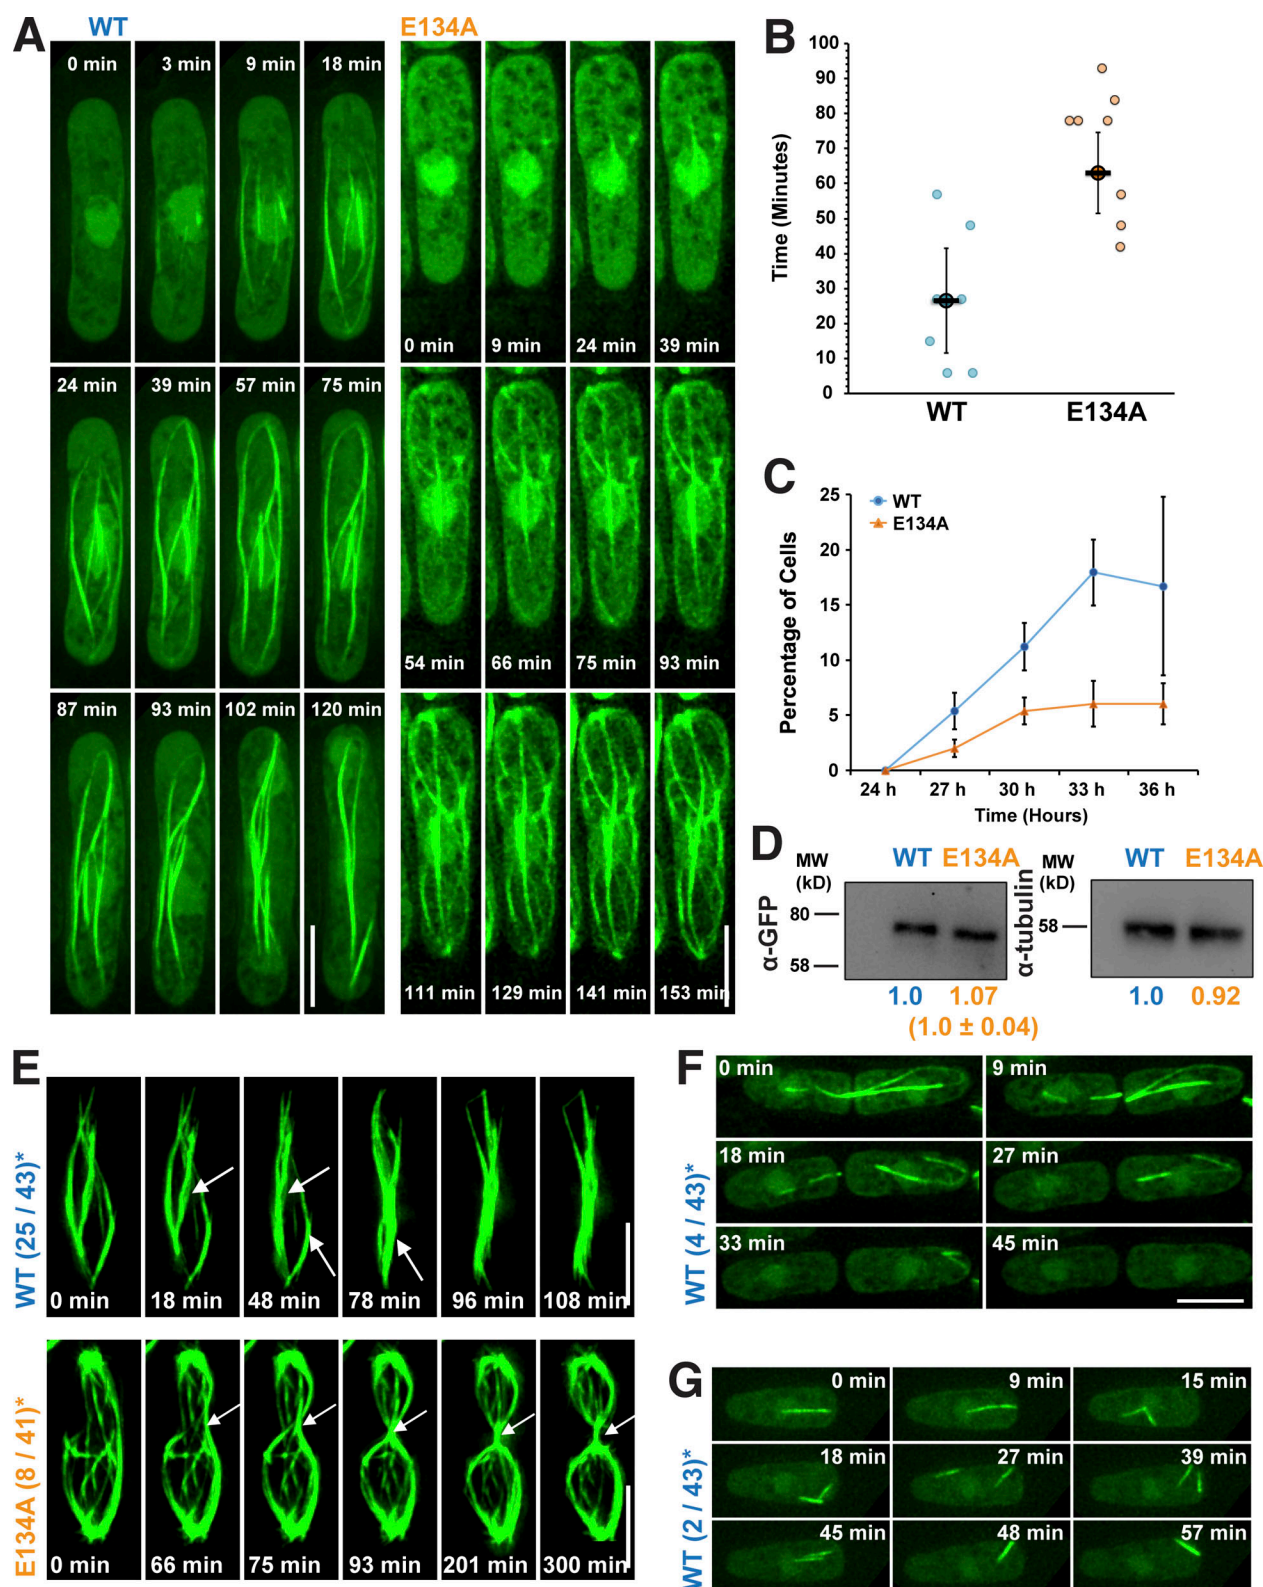 A
WT
E134A
0 min
3 min
9 min
18 min
24 min
39 min
57 min
75 min
87 min
93 min
102 min
120 min
0 min
9 min
24 min
39 min
54 min
66 min
75 min
93 min
111 min
129 min
141 min
153 min
B
Time (Minutes)
100
90
80
70
60
50
40
30
20
10
0
WT
E134A
C
Percentage of Cells
25
20
15
10
5
0
WT
E134A
24 h
27 h
30 h
33 h
36 h
Time (Hours)
D
MW
(kD)
WT
E134A
α-GFP
80
58
1.0
1.07
(1.0 ± 0.04)
MW
(kD)
WT
E134A
α-tubulin
58
1.0
0.92
E
WT (25 / 43)*
0 min
18 min
48 min
78 min
96 min
108 min
E134A (8 / 41)*
0 min
66 min
75 min
93 min
201 min
300 min
F
WT (4 / 43)*
0 min
9 min
18 min
27 min
33 min
45 min
G
WT (2 / 43)*
0 min
9 min
15 min
18 min
27 min
39 min
45 min
48 min
57 min